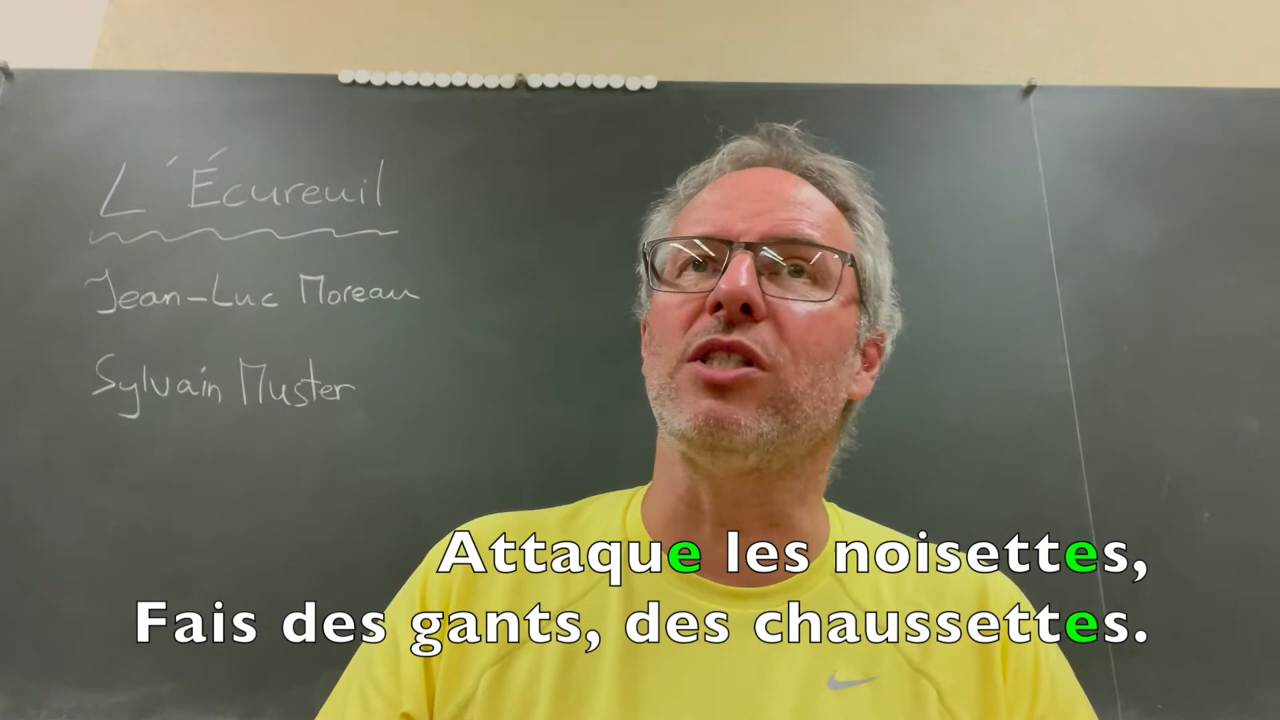 L'Écureuil
Jean-Luc Moreau
Sylvain Muster
Attaque les noisettes,
Fais des gants, des chaussettes.